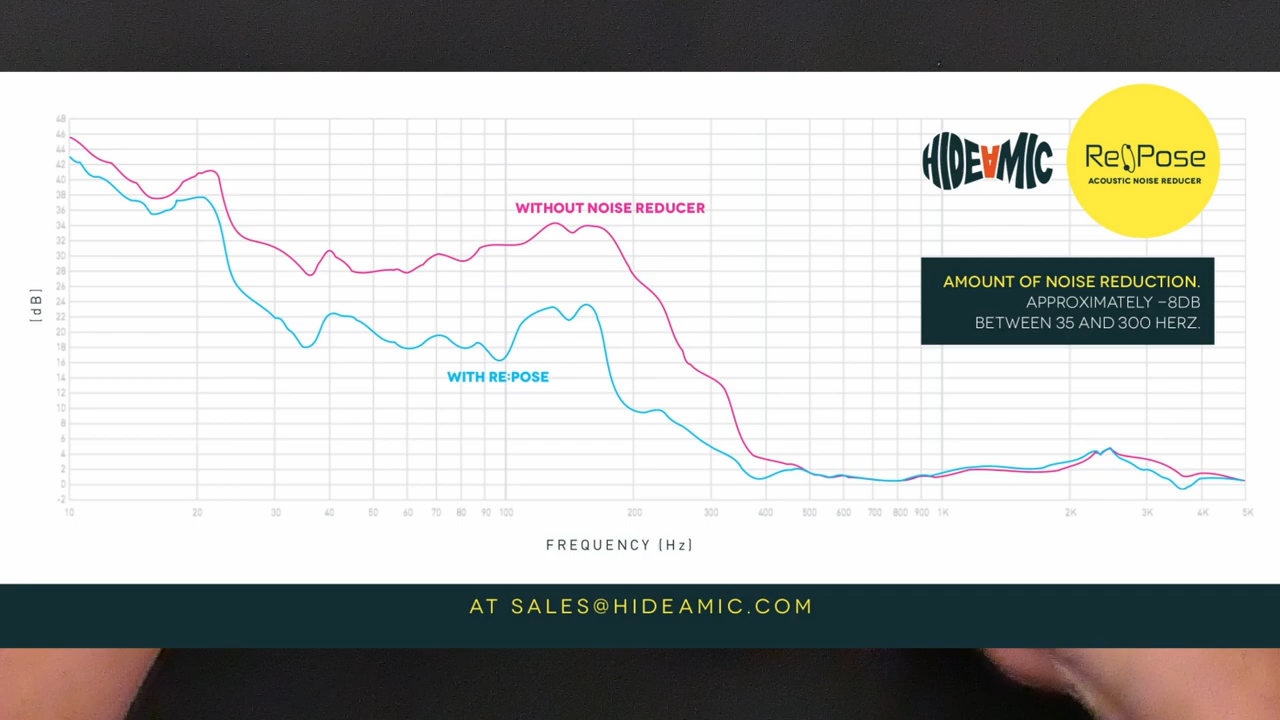 HIDEAMIC
Re:Pose
ACOUSTIC NOISE REDUCER
WITHOUT NOISE REDUCER
WITH RE:POSE
AMOUNT OF NOISE REDUCTION.
APPROXIMATELY –8DB
BETWEEN 35 AND 300 HERZ.
48
46
44
42
40
38
36
34
32
30
28
26
24
22
20
18
16
14
12
10
8
6
4
2
0
-2
[dB]
10 20 30 40 50 60 70 80 90 100 200 300 400 500 600 700 800 900 1K 2K 3K 4K 5K
FREQUENCY (Hz)
AT SALES@HIDEAMIC.COM